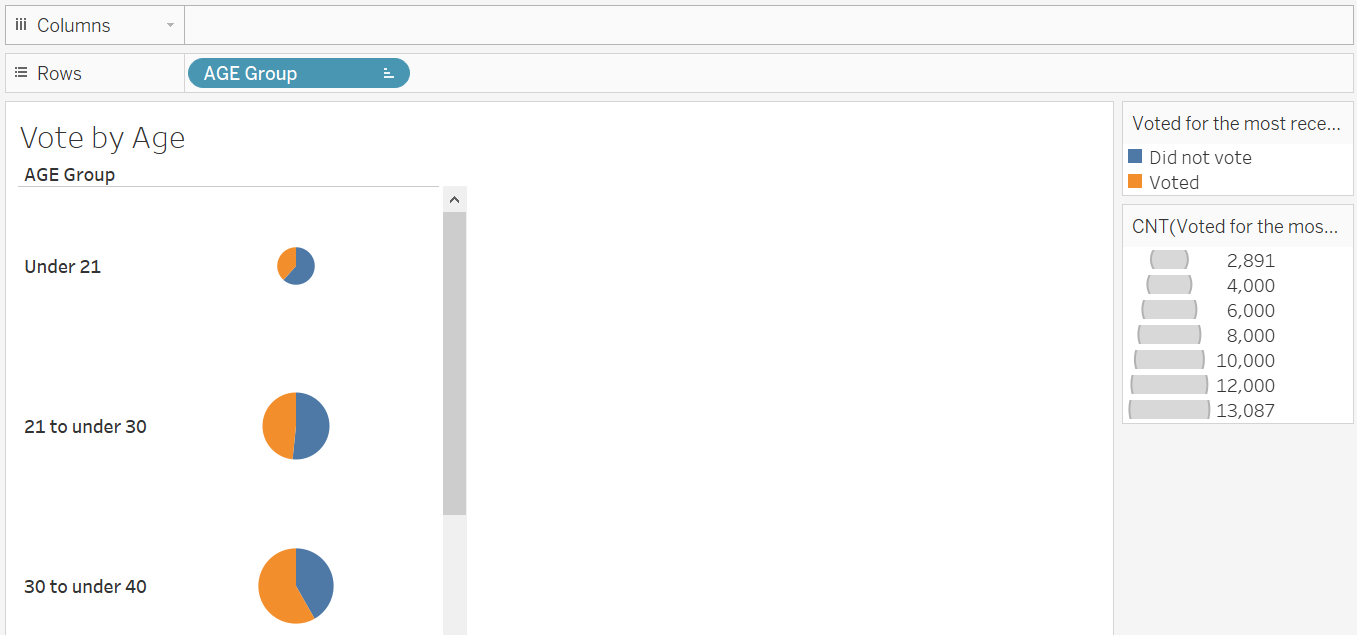 Columns
Rows
AGE Group
Vote by Age
AGE Group
Under 21
21 to under 30
30 to under 40
Voted for the most rece...
Did not vote
Voted
CNT(Voted for the mos...
2,891
4,000
6,000
8,000
10,000
12,000
13,087